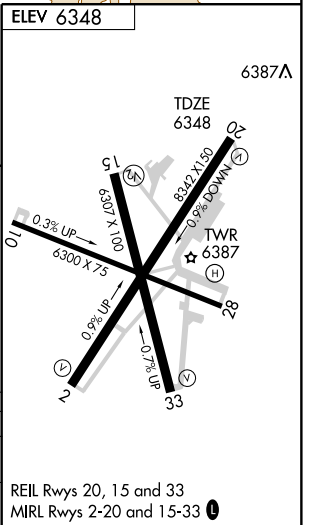 ELEV 6348
6387
TDZE
6348
20
15
V2
V
8342 X150
0.9% DOWN
6307 X 100
0.3% UP
10
6300 X 75
TWR
6387
H
28
0.9% UP
0.7% UP
V
2
V
33
REIL Rwys 20, 15 and 33
MIRL Rwys 2-20 and 15-33 L